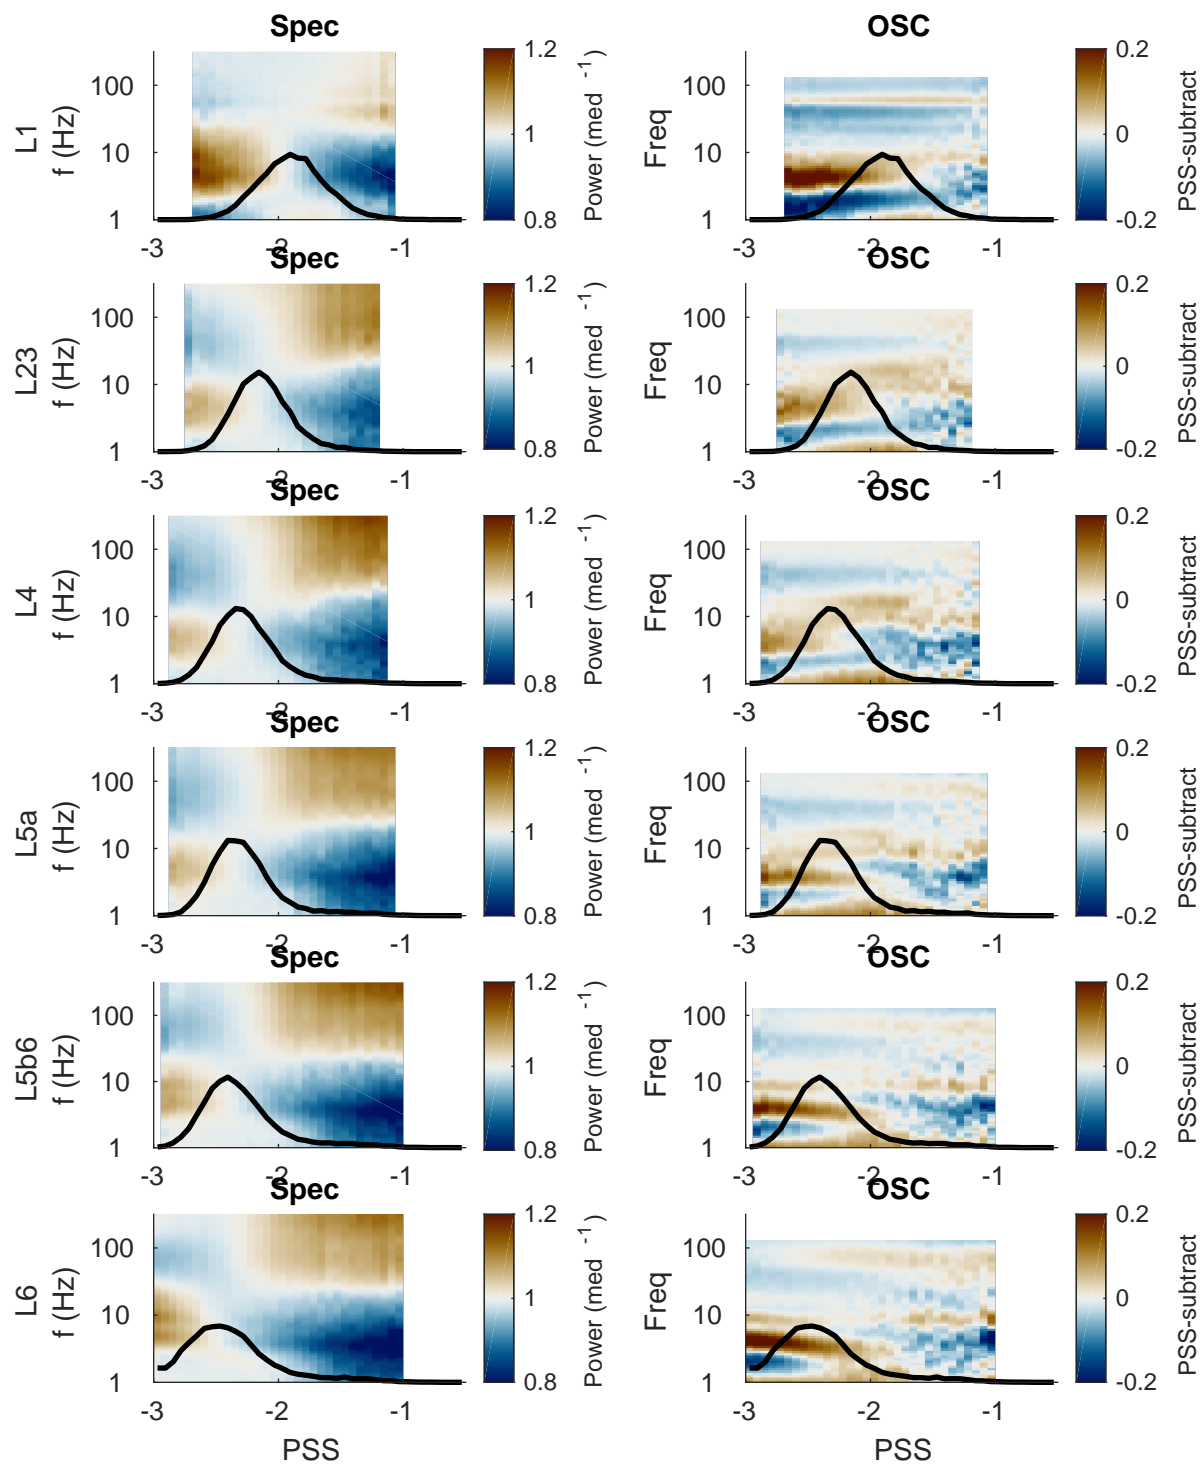 Spec
OSC
L1
f (Hz)
100
10
1
-3
-2
-1
1.2
1
0.8
Power (med -1)
Freq
100
10
1
-3
-2
-1
0.2
0
-0.2
PSS-subtract
Spec
OSC
L23
f (Hz)
100
10
1
-3
-2
-1
1.2
1
0.8
Power (med -1)
Freq
100
10
1
-3
-2
-1
0.2
0
-0.2
PSS-subtract
Spec
OSC
L4
f (Hz)
100
10
1
-3
-2
-1
1.2
1
0.8
Power (med -1)
Freq
100
10
1
-3
-2
-1
0.2
0
-0.2
PSS-subtract
Spec
OSC
L5a
f (Hz)
100
10
1
-3
-2
-1
1.2
1
0.8
Power (med -1)
Freq
100
10
1
-3
-2
-1
0.2
0
-0.2
PSS-subtract
Spec
OSC
L5b6
f (Hz)
100
10
1
-3
-2
-1
1.2
1
0.8
Power (med -1)
Freq
100
10
1
-3
-2
-1
0.2
0
-0.2
PSS-subtract
Spec
OSC
L6
f (Hz)
100
10
1
-3
-2
-1
PSS
1.2
1
0.8
Power (med -1)
Freq
100
10
1
-3
-2
-1
PSS
0.2
0
-0.2
PSS-subtract